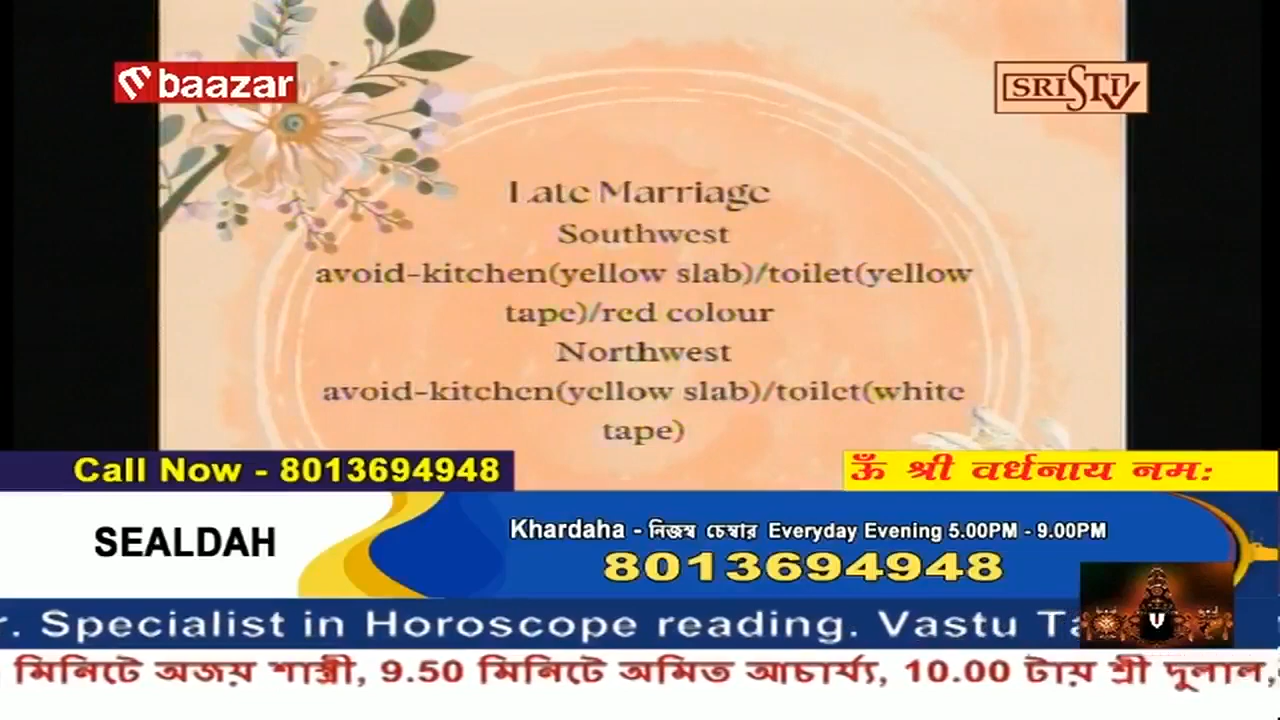 baazar
SRISTI TV
Late Marriage
Southwest
avoid-kitchen(yellow slab)/toilet(yellow
tape)/red colour
Northwest
avoid-kitchen(yellow slab)/toilet(white
tape)
Call Now - 8013694948
ॐ श्री वर्धनाय नमः
SEALDAH
Khardaha - নিজস্ব চেম্বার Everyday Evening 5.00PM - 9.00PM
8013694948
r. Specialist in Horoscope reading. Vastu
মিনিটে অজয় শাস্ত্রী, 9.50 মিনিটে অমিত আচার্য্য, 10.00 টায় শ্রী দুলাল,